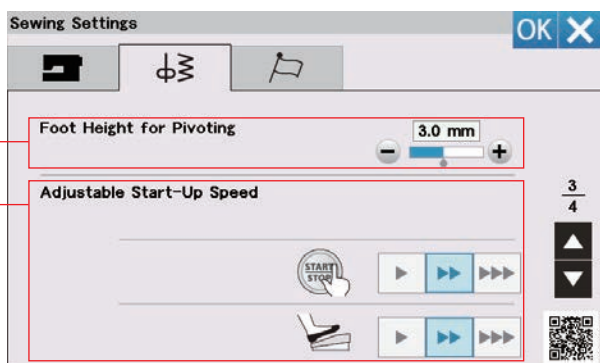 Sewing Settings
OK
Foot Height for Pivoting
3.0 mm
Adjustable Start-Up Speed
3
4
START
STOP